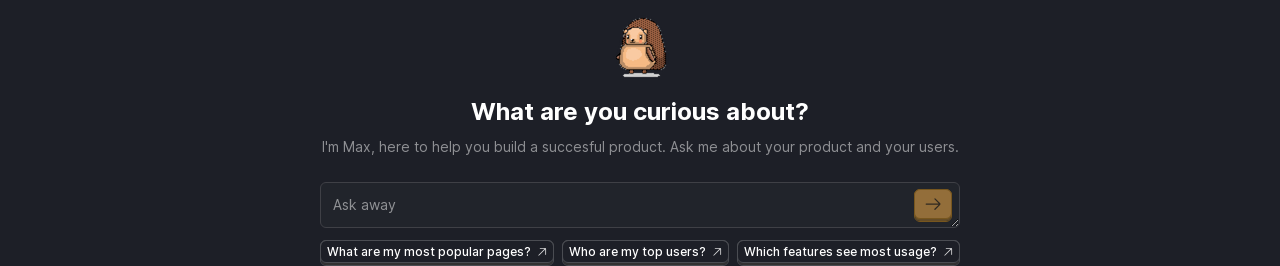 What are you curious about?
I'm Max, here to help you build a succesful product. Ask me about your product and your users.
Ask away
What are my most popular pages? Who are my top users? Which features see most usage?